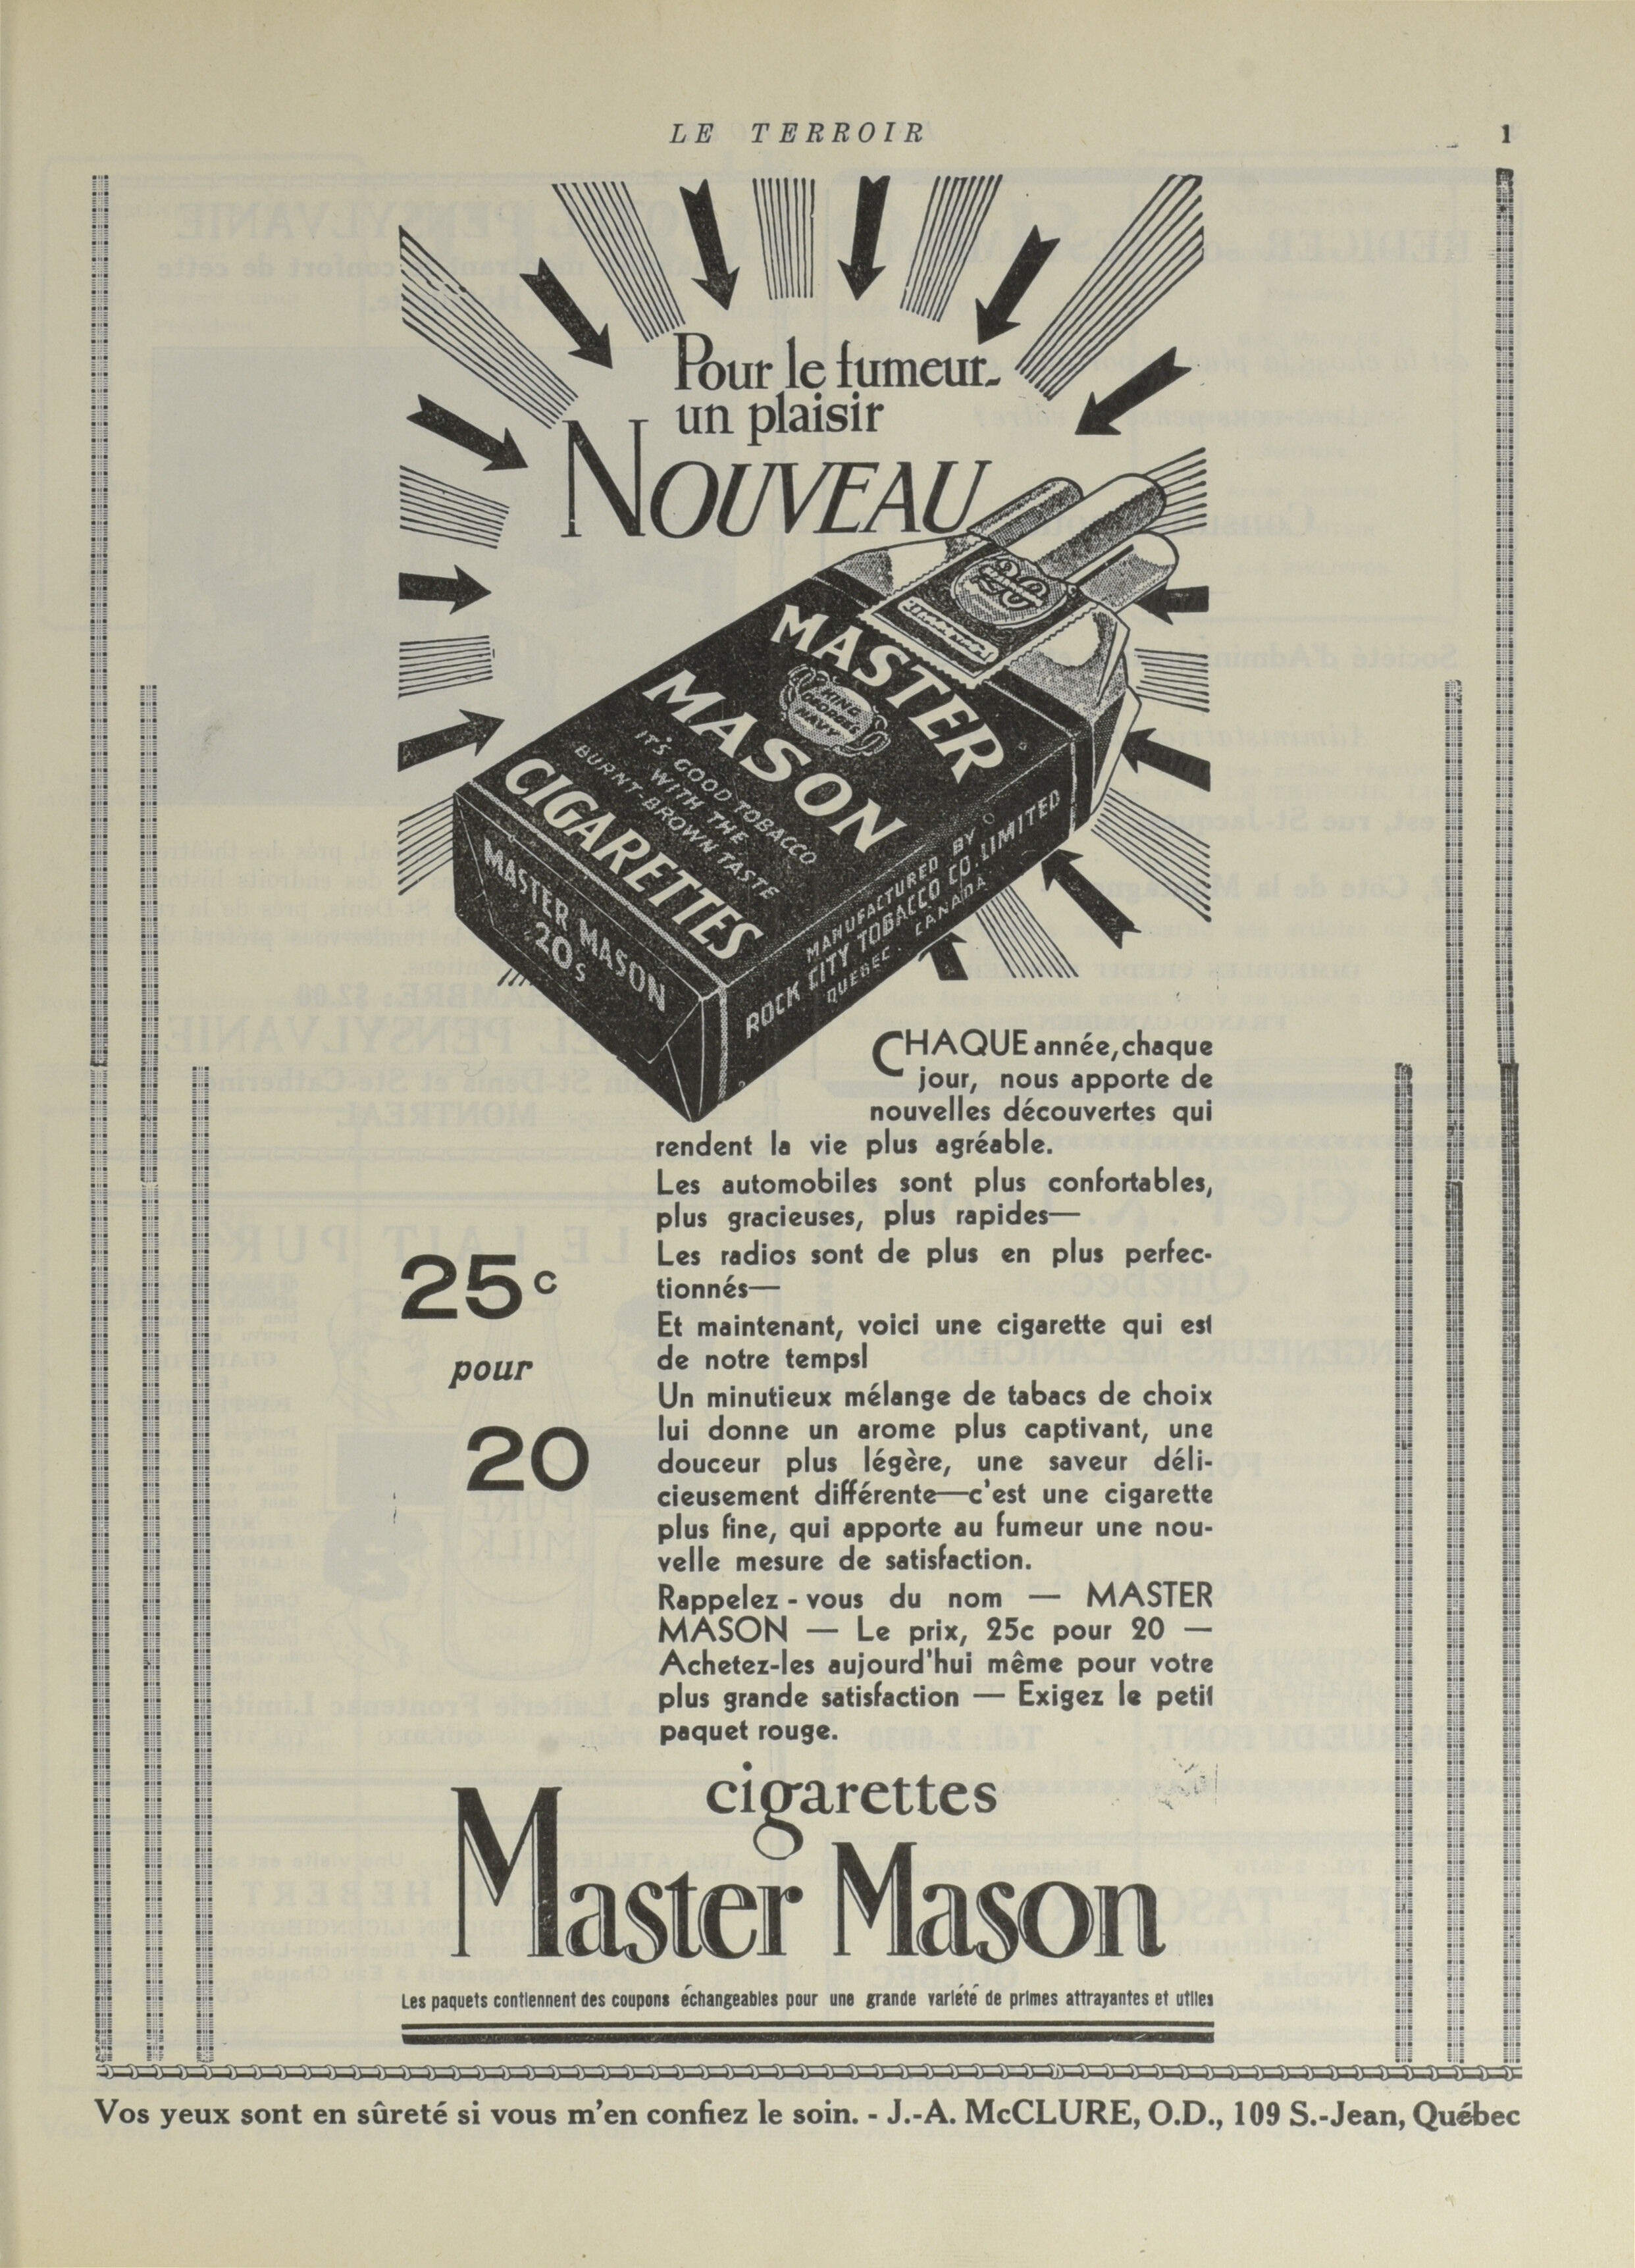 LE TERROIR
1
Pour le fumeur-
un plaisir
NOUVEAU
MASTER
MASON
KING
GEORGE'S
NAVY
IT'S GOOD TOBACCO
WITH THE
BURNT-BROWN TASTE
CIGARETTES
MASTER MASON
20s
MANUFACTURED BY
ROCK CITY TOBACCO CO. LIMITED
QUEBEC. CANADA
CHAQUE année, chaque
jour, nous apporte de
nouvelles découvertes qui
rendent la vie plus agréable.
Les automobiles sont plus confortables,
plus gracieuses, plus rapides—
Les radios sont de plus en plus perfec-
tionnés—
Et maintenant, voici une cigarette qui est
de notre temps!
Un minutieux mélange de tabacs de choix
lui donne un arome plus captivant, une
douceur plus légère, une saveur déli-
cieusement différente—c'est une cigarette
plus fine, qui apporte au fumeur une nou-
velle mesure de satisfaction.
Rappelez-vous du nom — MASTER
MASON — Le prix, 25c pour 20 —
Achetez-les aujourd'hui même pour votre
plus grande satisfaction — Exigez le petit
paquet rouge.
25c
pour
20
cigarettes
Master Mason
Les paquets contiennent des coupons échangeables pour une grande variété de primes attrayantes et utiles
Vos yeux sont en sûreté si vous m'en confiez le soin. - J.-A. McCLURE, O.D., 109 S.-Jean, Québec